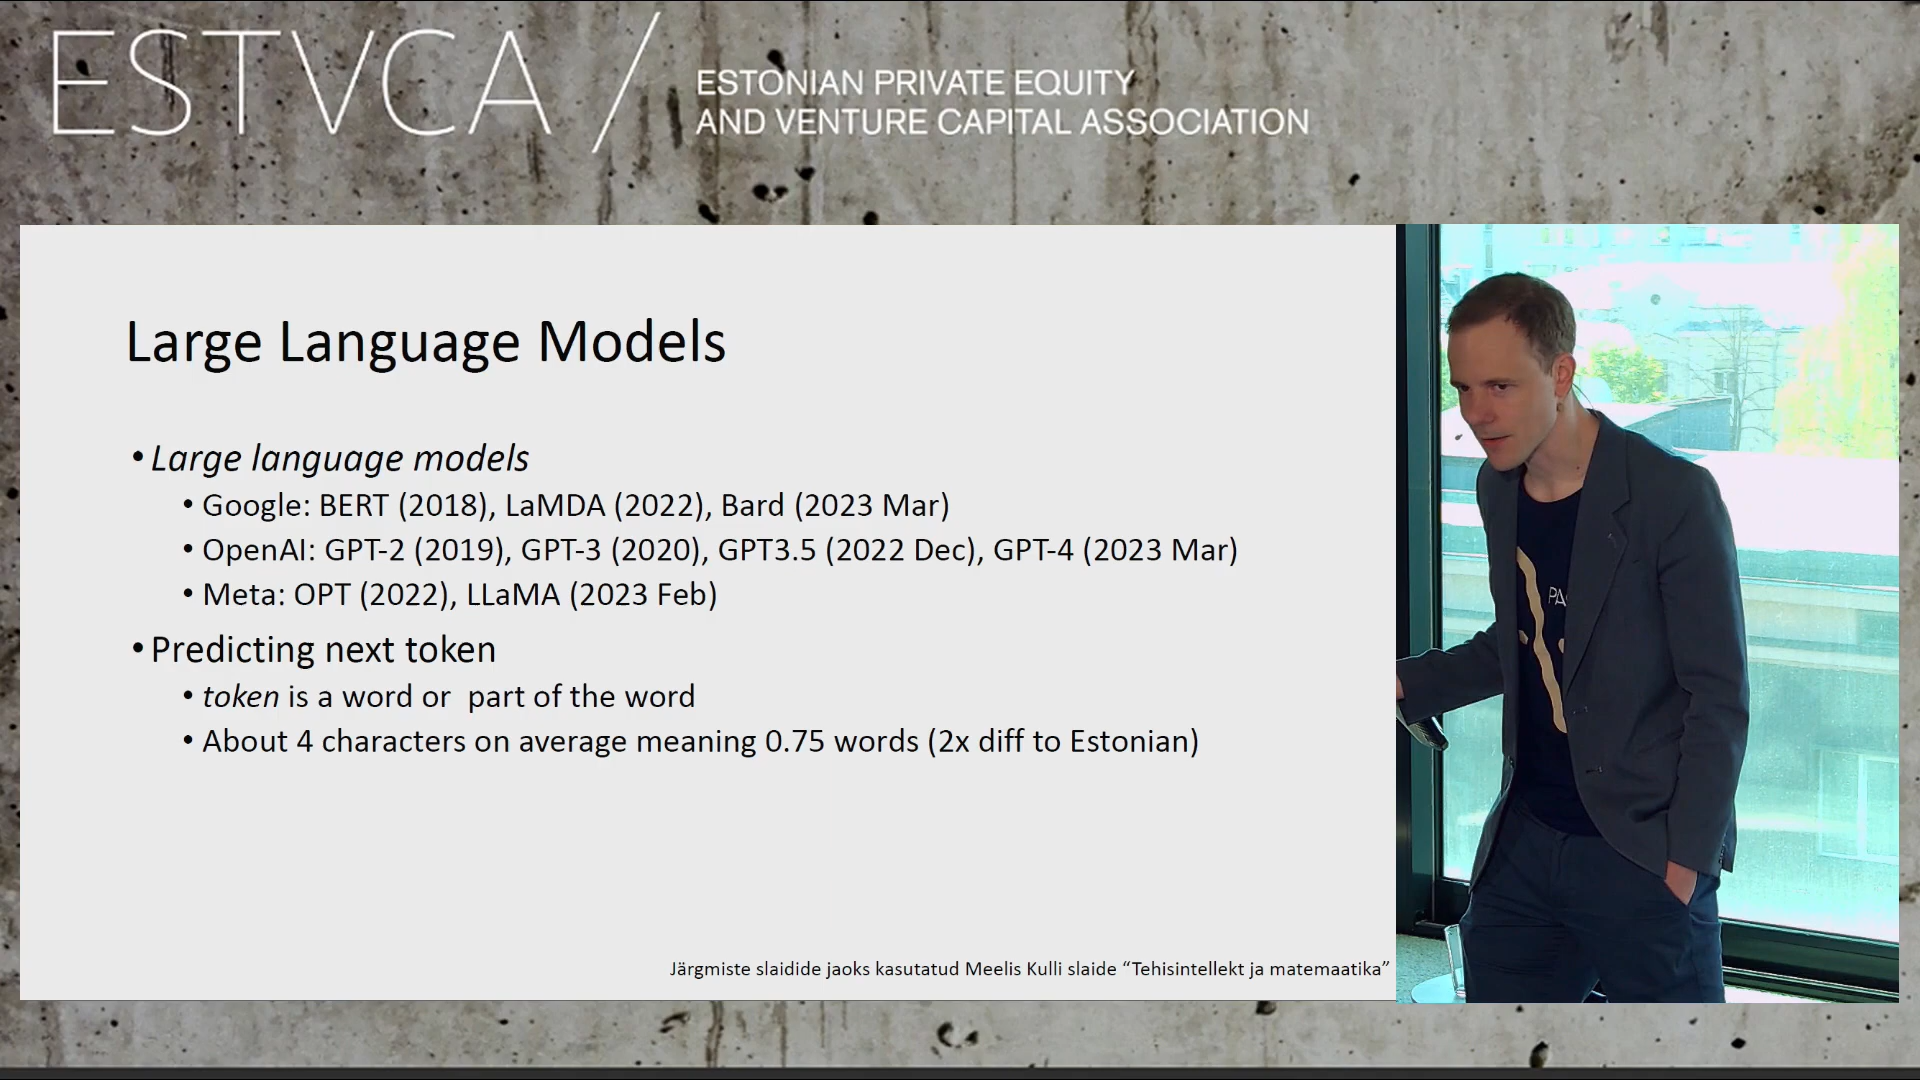 ESTVCA /
ESTONIAN PRIVATE EQUITY
AND VENTURE CAPITAL ASSOCIATION
Large Language Models
• Large language models
• Google: BERT (2018), LaMDA (2022), Bard (2023 Mar)
• OpenAI: GPT-2 (2019), GPT-3 (2020), GPT3.5 (2022 Dec), GPT-4 (2023 Mar)
• Meta: OPT (2022), LLaMA (2023 Feb)
• Predicting next token
• token is a word or  part of the word
• About 4 characters on average meaning 0.75 words (2x diff to Estonian)
Järgmiste slaidide jaoks kasutatud Meelis Kulli slaide “Tehisintellekt ja matemaatika”